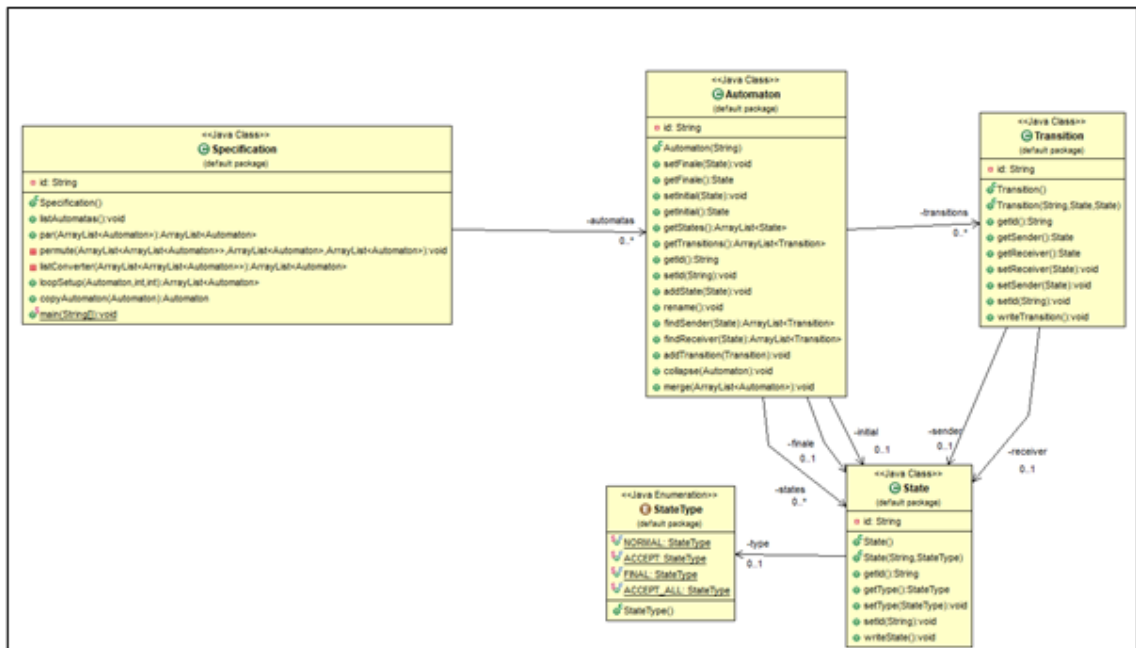 <<Java Class>>
Specification
(default package)
id: String
Specification()
listAutomatas():void
par(ArrayList<Automaton>):ArrayList<Automaton>
permute(ArrayList<ArrayList<Automaton>>,ArrayList<Automaton>,ArrayList<Automaton>):void
listConverter(ArrayList<ArrayList<Automaton>>):ArrayList<Automaton>
loopSetup(Automaton,int,int):ArrayList<Automaton>
copyAutomaton(Automaton):Automaton
main(String[]):void
-automatas
0..*
<<Java Class>>
Automaton
(default package)
id: String
Automaton(String)
setFinale(State):void
getFinale():State
setInitial(State):void
getInitial():State
getStates():ArrayList<State>
getTransitions():ArrayList<Transition>
getId():String
setId(String):void
addState(State):void
rename():void
findSender(State):ArrayList<Transition>
findReceiver(State):ArrayList<Transition>
addTransition(Transition):void
collapse(Automaton):void
merge(ArrayList<Automaton>):void
-transitions
0..*
<<Java Class>>
Transition
(default package)
id: String
Transition()
Transition(String,State,State)
getId():String
getSender():State
getReceiver():State
setReceiver(State):void
setSender(State):void
setId(String):void
writeTransition():void
-initial
0..1
-finale
0..1
-states
0..*
-sender
0..1
-receiver
0..1
<<Java Enumeration>>
StateType
(default package)
NORMAL: StateType
ACCEPT: StateType
FINAL: StateType
ACCEPT_ALL: StateType
StateType()
-type
0..1
<<Java Class>>
State
(default package)
id: String
State()
State(String,StateType)
getId():String
getType():StateType
setType(StateType):void
setId(String):void
writeState():void